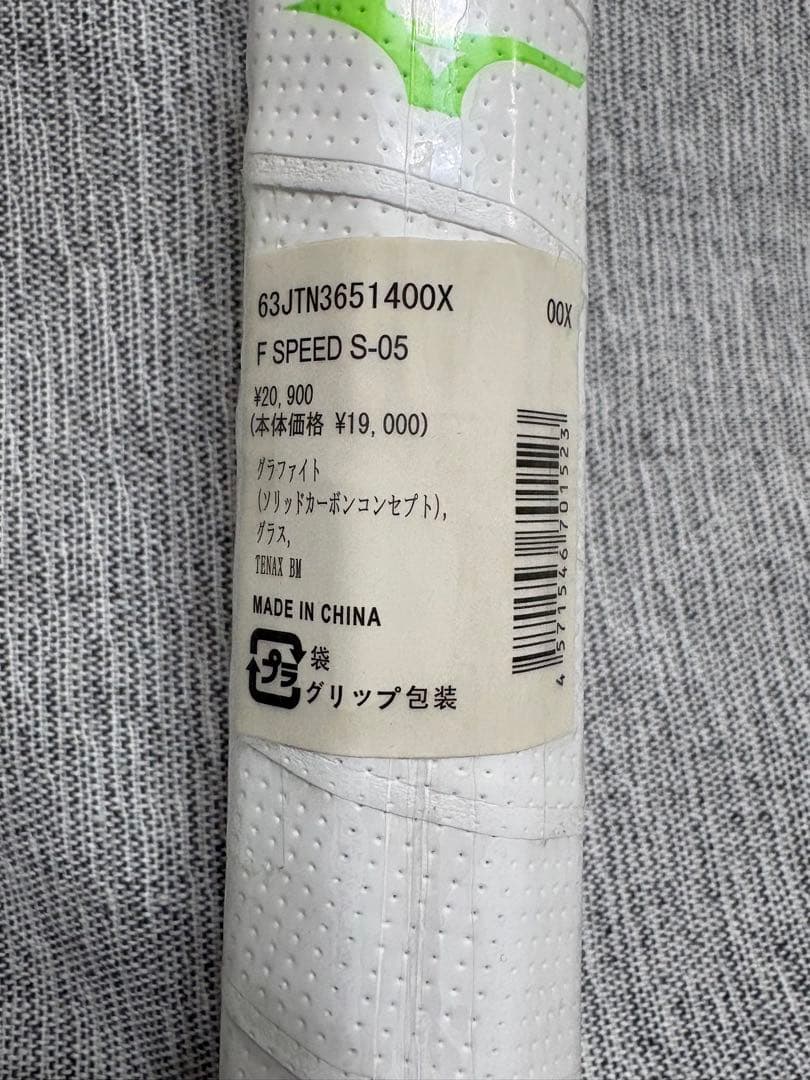 63JTN3651400X 00X
F SPEED S-05
¥20,900
(本体価格 ¥19,000)
グラファイト
(ソリッドカーボンコンセプト),
グラス,
TENAX BM
MADE IN CHINA
プラ 袋
グリップ包装
4571546701523